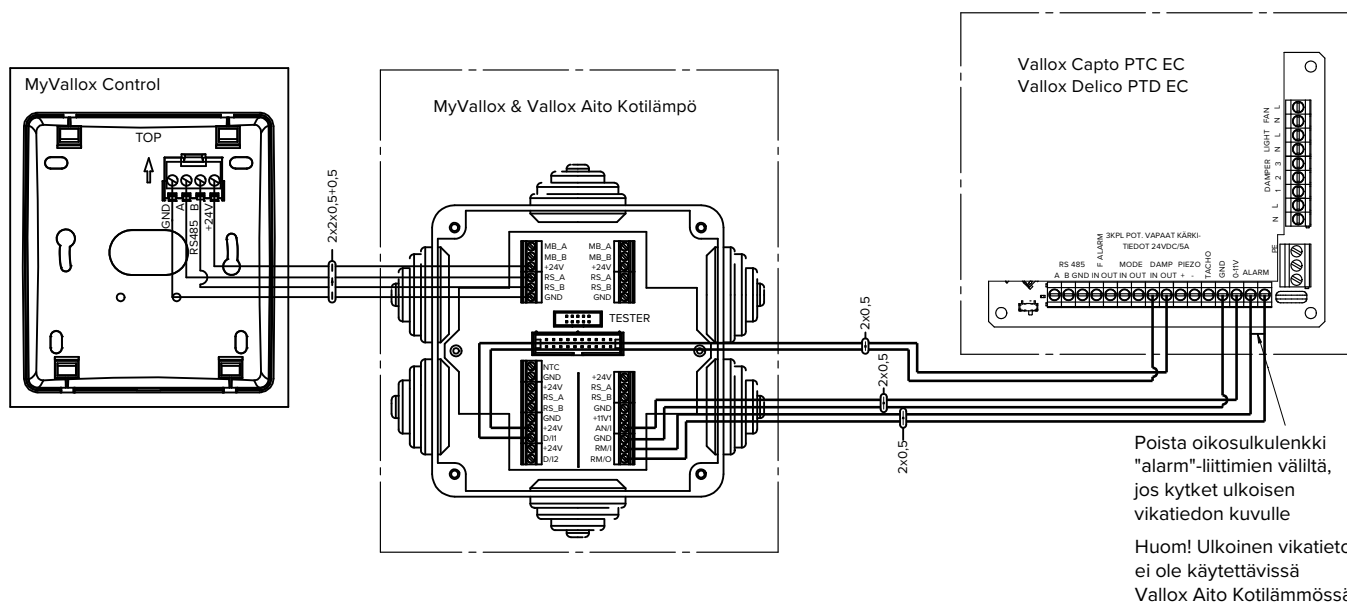 MyVallox Control
TOP
GND
A
RS485
B
+24V
2x2x0,5+0,5
MyVallox & Vallox Aito Kotilämpö
MB_A
MB_B
+24V
RS_A
RS_B
GND
MB_A
MB_B
+24V
RS_A
RS_B
GND
TESTER
NTC
GND
+24V
RS_A
RS_B
GND
+24V
D/I1
+24V
D/I2
+24V
RS_A
RS_B
GND
+11V1
AN/I
GND
RM/I
RM/O
2x0,5
2x0,5
2x0,5
Vallox Capto PTC EC
Vallox Delico PTD EC
N L 1 2 3 N L N L
DAMPER LIGHT FAN
PE
3KPL POT. VAPAAT KÄRKI-
TIEDOT 24VDC/5A
RS 485 F ALARM MODE DAMP PIEZO TACHO GND 0-11V ALARM
A B GND IN OUT IN OUT IN OUT + -
Poista oikosulkulenkki
"alarm"-liittimien väliltä,
jos kytket ulkoisen
vikatiedon kuvulle
Huom! Ulkoinen vikatieto
ei ole käytettävissä
Vallox Aito Kotilämmössä